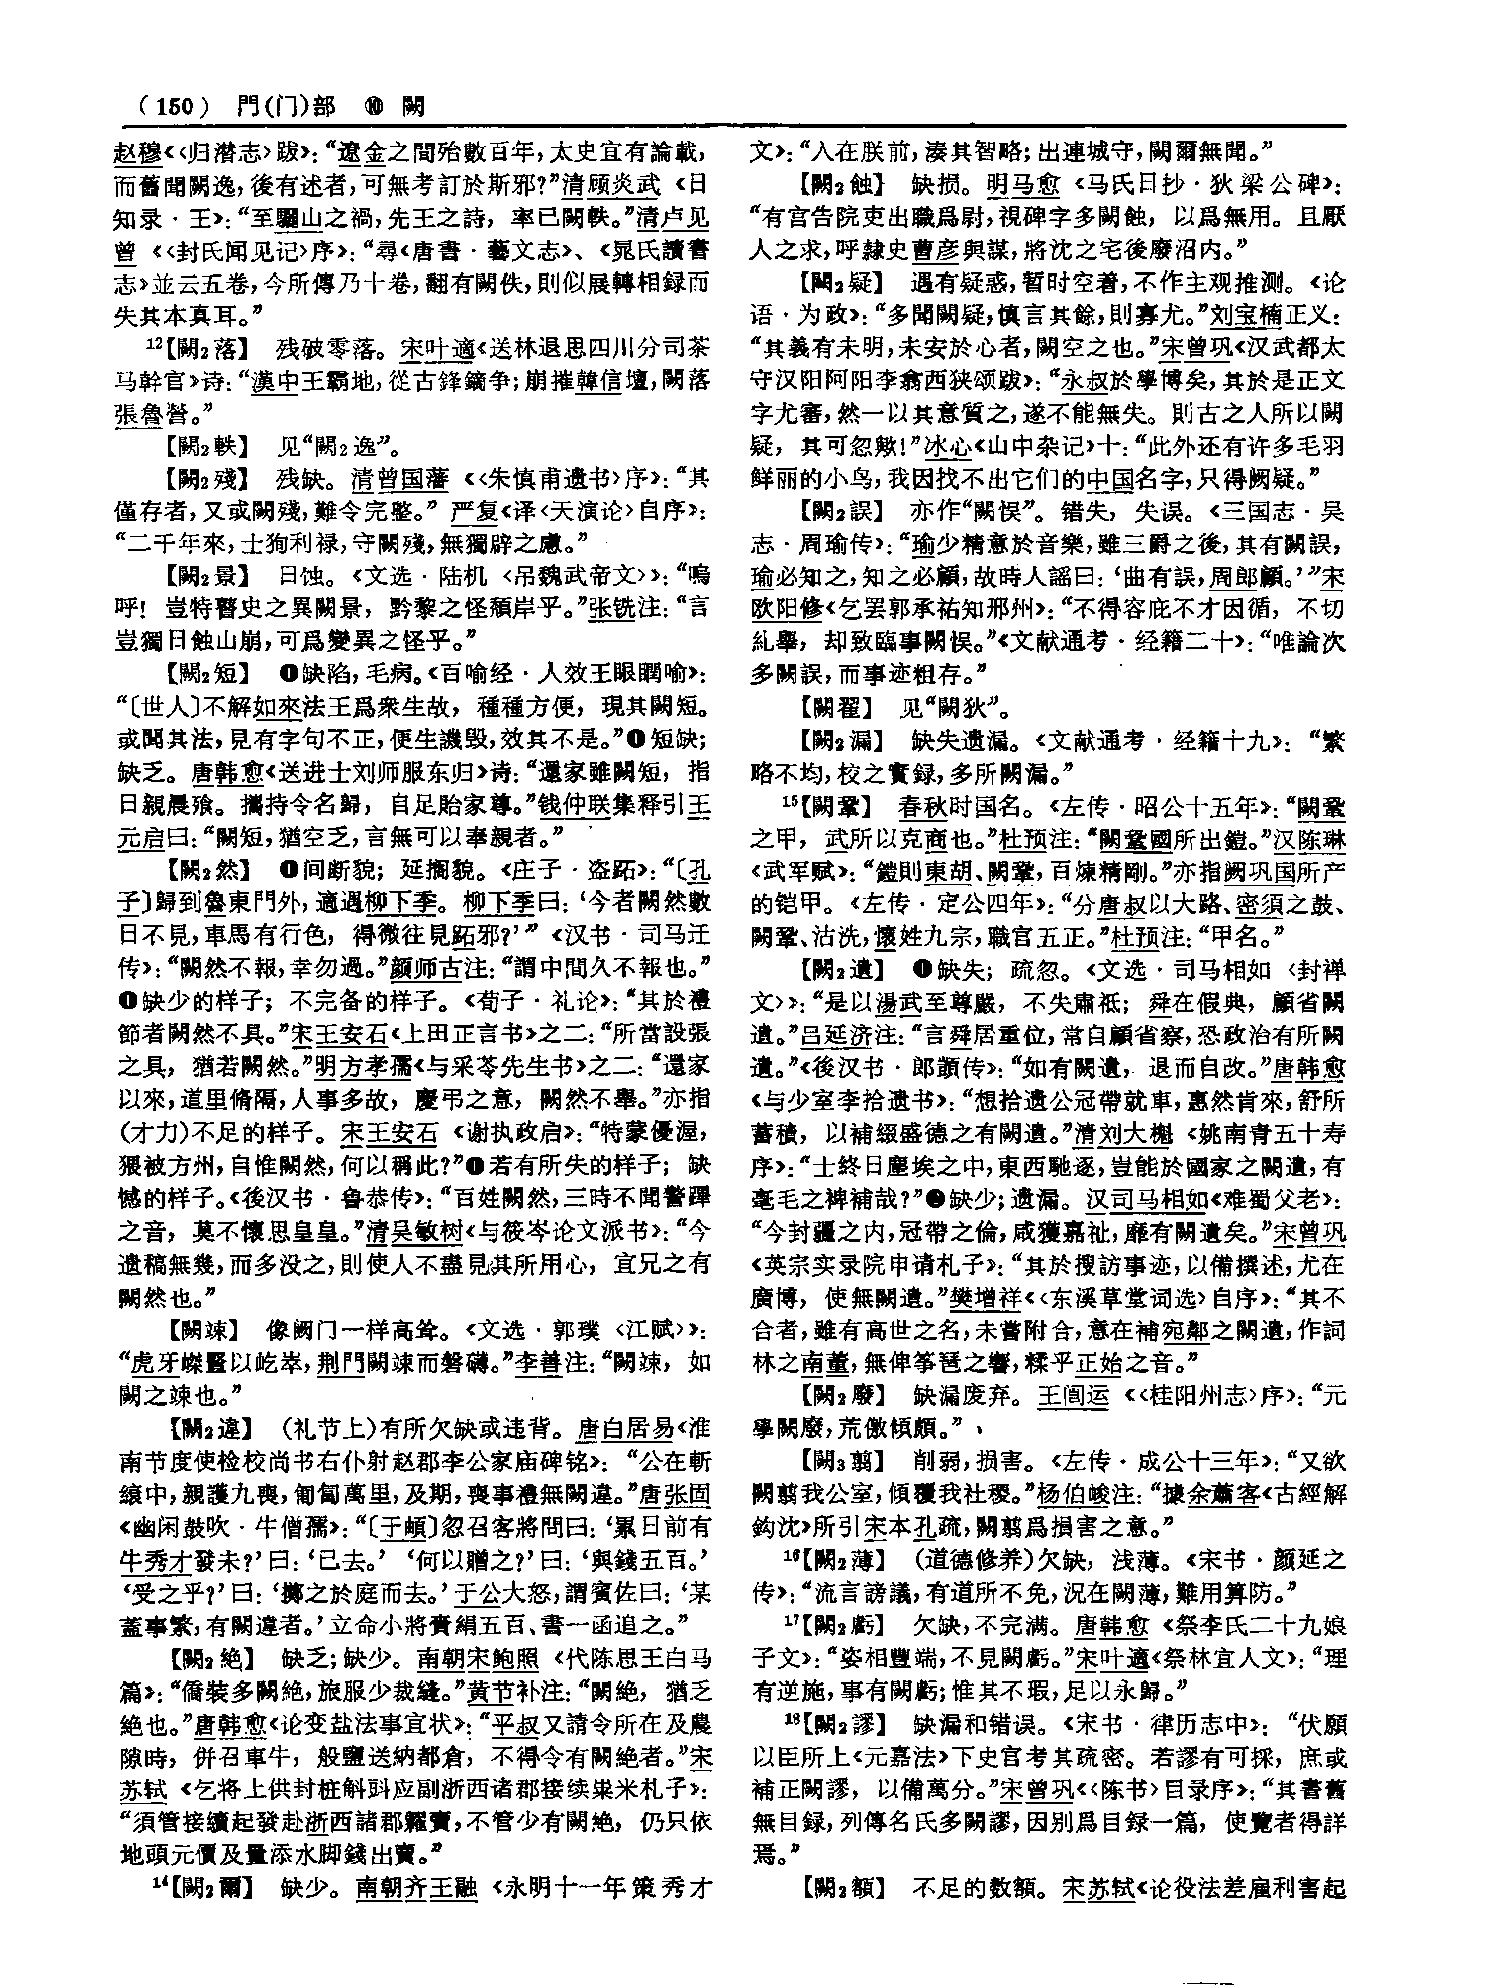 （150） 門(门)部 ⑩ 闕
赵穆《〈归潜志〉跋》：“遼金之間殆數百年，太史宜有論載，
而舊聞闕逸，後有述者，可無考訂於斯邪？”清顾炎武《日
知录·王》：“至驪山之禍，先王之詩，率已闕軼。”清卢见
曾《〈封氏闻见记〉序》：“尋《唐書·藝文志》、《晁氏讀書
志》並云五卷，今所傳乃十卷，翻有闕佚，則似展轉相録而
失其本真耳。”
12【闕2落】 残破零落。宋叶適《送林退思四川分司茶
马幹官》诗：“漢中王霸地，從古鋒鏑争；崩摧韓信壇，闕落
張魯營。”
【闕2軼】 见“闕2逸”。
【闕2殘】 残缺。清曾国藩《〈朱慎甫遗书〉序》：“其
僅存者，又或闕殘，難令完整。”严复《译〈天演论〉自序》：
“二千年來，士狥利禄，守闕殘，無獨辟之慮。”
【闕2景】 日蚀。《文选·陆机〈吊魏武帝文〉》：“嗚
呼！豈特瞽史之異闕景，黔黎之怪頽岸乎。”张铣注：“言
豈獨日蝕山崩，可爲變異之怪乎。”
【闕2短】 ❶缺陷，毛病。《百喻经·人效王眼瞤喻》：
“〔世人〕不解如來法王爲衆生故，種種方便，現其闕短。
或聞其法，見有字句不正，便生譏毁，效其不是。”❶短缺；
缺乏。唐韩愈《送进士刘师服东归》诗：“還家雖闕短，指
日親晨飧。攜持令名歸，自足貽家尊。”钱仲联集释引王
元启曰：“闕短，猶空乏，言無可以奉親者。”
【闕2然】 ❶间断貌；延搁貌。《庄子·盗跖》：“〔孔
子〕歸到魯東門外，適遇柳下季。柳下季曰：‘今者闕然數
日不見，車馬有行色，得微往見跖邪？’”《汉书·司马迁
传》：“闕然不報，幸勿過。”颜师古注：“謂中間久不報也。”
❶缺少的样子；不完备的样子。《荀子·礼论》：“其於禮
節者闕然不具。”宋王安石《上田正言书》之二：“所當設張
之具，猶若闕然。”明方孝孺《与采苓先生书》之二：“還家
以來，道里脩隔，人事多故，慶弔之意，闕然不舉。”亦指
（才力）不足的样子。宋王安石《谢执政启》：“特蒙優渥，
猥被方州，自惟闕然，何以稱此？”❶若有所失的样子；缺
憾的样子。《後汉书·鲁恭传》：“百姓闕然，三時不聞警蹕
之音，莫不懷思皇皇。”清吴敏树《与筱岑论文派书》：“今
遗稿無幾，而多没之，則使人不盡見其所用心，宜兄之有
闕然也。”
【闕竦】 像阙门一样高耸。《文选·郭璞〈江赋〉》：
“虎牙嵥豎以屹崒，荆門闕竦而磐礴。”李善注：“闕竦，如
闕之竦也。”
【闕2違】 （礼节上）有所欠缺或违背。唐白居易《淮
南节度使检校尚书右仆射赵郡李公家庙碑铭》：“公在斬
縗中，親護九喪，匍匐萬里，及期，喪事禮無闕違。”唐张固
《幽闲鼓吹·牛僧孺》：“〔于頔〕忽召客將問曰：‘累日前有
牛秀才發未？’曰：‘已去。’‘何以贈之？’曰：‘與錢五百。’
‘受之乎？’曰：‘擲之於庭而去。’于公大怒，謂賓佐曰：‘某
蓋事繁，有闕違者。’立命小將賫絹五百、書一函追之。”
【闕2絶】 缺乏；缺少。南朝宋鲍照《代陈思王白马
篇》：“僑裝多闕絶，旅服少裁縫。”黄节补注：“闕絶，猶乏
絶也。”唐韩愈《论变盐法事宜状》：“平叔又請令所在及農
隙時，併召車牛，般鹽送納都倉，不得令有闕絶者。”宋
苏轼《乞将上供封桩斛㪷应副浙西诸郡接续粜米札子》：
“須管接續起發赴浙西諸郡糶賣，不管少有闕絶，仍只依
地頭元價及量添水脚錢出賣。”
14【闕2爾】 缺少。南朝齐王融《永明十一年策秀才
文》：“入在朕前，湊其智略；出連城守，闕爾無聞。”
【闕2蝕】 缺损。明马愈《马氏日抄·狄梁公碑》：
“有官告院吏出職爲尉，視碑字多闕蝕，以爲無用。且厭
人之求，呼隸史曹彦與謀，將沈之宅後廢沼内。”
【闕2疑】 遇有疑惑，暂时空着，不作主观推测。《论
语·为政》：“多聞闕疑，慎言其餘，則寡尤。”刘宝楠正义：
“其義有未明，未安於心者，闕空之也。”宋曾巩《汉武都太
守汉阳阿阳李翕西狭颂跋》：“永叔於學博矣，其於是正文
字尤審，然一以其意質之，遂不能無失。則古之人所以闕
疑，其可忽歟！”冰心《山中杂记》十：“此外还有许多毛羽
鲜丽的小鸟，我因找不出它们的中国名字，只得阙疑。”
【闕2誤】 亦作“闕悮”。错失，失误。《三国志·吴
志·周瑜传》：“瑜少精意於音樂，雖三爵之後，其有闕誤，
瑜必知之，知之必顧，故時人謡曰：‘曲有誤，周郎顧。’”宋
欧阳修《乞罢郭承祐知邢州》：“不得容庇不才因循，不切
糺舉，却致臨事闕悮。”《文献通考·经籍二十》：“唯論次
多闕誤，而事迹粗存。”
【闕翟】 见“闕狄”。
【闕2漏】 缺失遗漏。《文献通考·经籍十九》：“繁
略不均，校之實録，多所闕漏。”
15【闕鞏】 春秋时国名。《左传·昭公十五年》：“闕鞏
之甲，武所以克商也。”杜预注：“闕鞏國所出鎧。”汉陈琳
《武军赋》：“鎧則東胡、闕鞏，百煉精剛。”亦指阙巩国所产
的铠甲。《左传·定公四年》：“分唐叔以大路、密須之鼓、
闕鞏、沽洗，懷姓九宗，職官五正。”杜预注：“甲名。”
【闕2遺】 ❶缺失；疏忽。《文选·司马相如〈封禅
文〉》：“是以湯武至尊嚴，不失肅祗；舜在假典，顧省闕
遺。”吕延济注：“言舜居重位，常自顧省察，恐政治有所闕
遺。”《後汉书·郎顗传》：“如有闕遺，退而自改。”唐韩愈
《与少室李拾遗书》：“想拾遺公冠帶就車，惠然肯來，舒所
蓄積，以補綴盛德之有闕遺。”清刘大櫆《姚南青五十寿
序》：“士終日塵埃之中，東西馳逐，豈能於國家之闕遺，有
毫毛之裨補哉？”❷缺少；遗漏。汉司马相如《难蜀父老》：
“今封疆之内，冠帶之倫，咸獲嘉祉，靡有闕遺矣。”宋曾巩
《英宗实录院申请札子》：“其於搜訪事迹，以備撰述，尤在
廣博，使無闕遺。”樊增祥《〈东溪草堂词选〉自序》：“其不
合者，雖有高世之名，未嘗附合，意在補宛鄰之闕遺，作詞
林之南董，無俾筝琶之響，糅乎正始之音。”
【闕2廢】 缺漏废弃。王闿运《〈桂阳州志〉序》：“元
學闕廢，荒儌傾頗。”
【闕3翦】 削弱，损害。《左传·成公十三年》：“又欲
闕翦我公室，傾覆我社稷。”杨伯峻注：“據余蕭客《古經解
鈎沈》所引宋本孔疏，闕翦爲損害之意。”
16【闕2薄】 （道德修养）欠缺，浅薄。《宋书·颜延之
传》：“流言謗議，有道所不免，況在闕薄，難用算防。”
17【闕2虧】 欠缺，不完满。唐韩愈《祭李氏二十九娘
子文》：“姿相豐端，不見闕虧。”宋叶適《祭林宜人文》：“理
有逆施，事有闕虧；惟其不瑕，足以永歸。”
18【闕2謬】 缺漏和错误。《宋书·律历志中》：“伏願
以臣所上《元嘉法》下史官考其疏密。若謬有可採，庶或
補正闕謬，以備萬分。”宋曾巩《〈陈书〉目录序》：“其書舊
無目録，列傳名氏多闕謬，因别爲目録一篇，使覽者得詳
焉。”
【闕2額】 不足的数额。宋苏轼《论役法差雇利害起